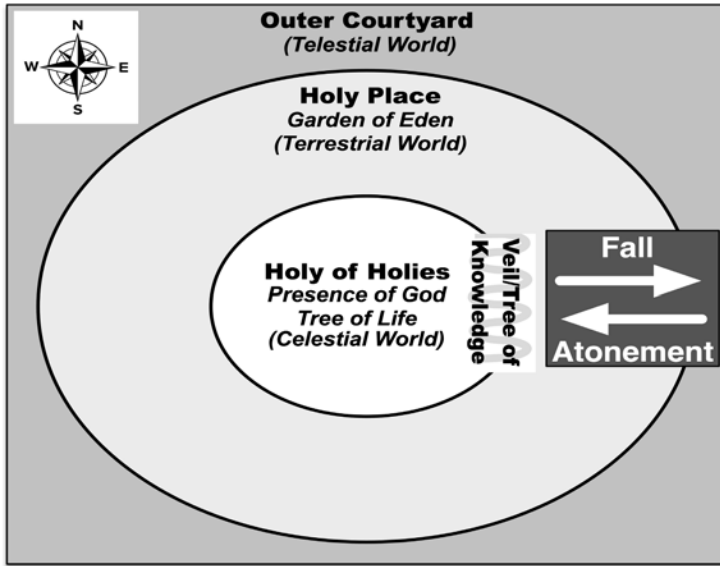 Outer Courtyard
(Telestial World)
N
W E
S
Holy Place
Garden of Eden
(Terrestrial World)
Holy of Holies
Presence of God
Tree of Life
(Celestial World)
Veil/Tree of
Knowledge
Fall
Atonement